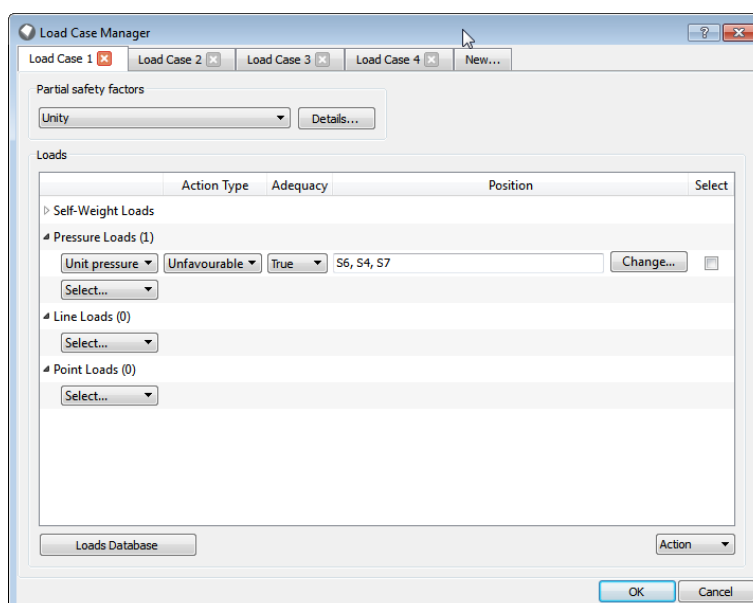 Load Case Manager
Load Case 1 Load Case 2 Load Case 3 Load Case 4 New...
Partial safety factors
Unity Details...
Loads
Action Type Adequacy Position Select
Self-Weight Loads
Pressure Loads (1)
Unit pressure Unfavourable True S6, S4, S7 Change...
Select...
Line Loads (0)
Select...
Point Loads (0)
Select...
Loads Database Action
OK Cancel